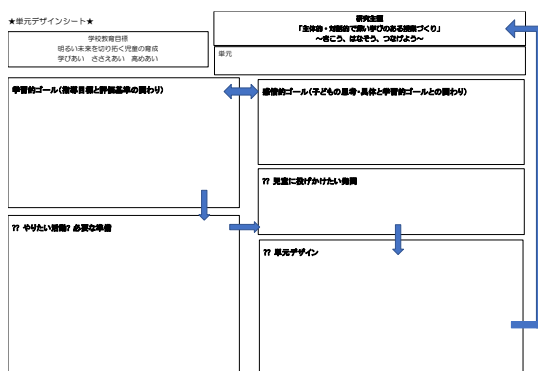 ★単元デザインシート★
学校教育目標
明るい未来を切り拓く児童の育成
学びあい　ささえあい　高めあい
研究主題
「主体的・対話的で深い学びのある授業づくり」
～きこう、はなそう、つなげよう～
単元
学習的ゴール（指導目標と評価基準の関わり）
感情的ゴール（子どもの思考・具体と学習的ゴールとの関わり）
?? 児童に投げかけたい発問
?? やりたい活動? 必要な準備
?? 単元デザイン